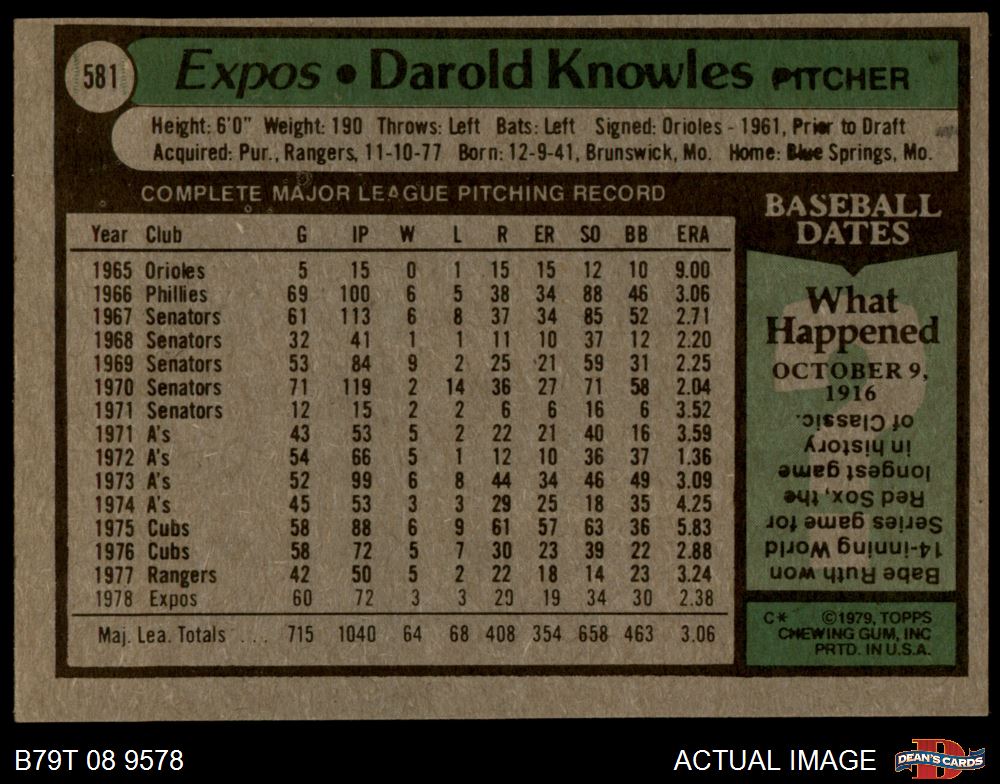 581
Expos • Darold Knowles PITCHER
Height: 6'0" Weight: 190 Throws: Left Bats: Left Signed: Orioles - 1961, Prior to Draft
Acquired: Pur., Rangers, 11-10-77 Born: 12-9-41, Brunswick, Mo. Home: Blue Springs, Mo.
COMPLETE MAJOR LEAGUE PITCHING RECORD
Year Club G IP W L R ER SO BB ERA
1965 Orioles 5 15 0 1 15 15 12 10 9.00
1966 Phillies 69 100 6 5 38 34 88 46 3.06
1967 Senators 61 113 6 8 37 34 85 52 2.71
1968 Senators 32 41 1 1 11 10 37 12 2.20
1969 Senators 53 84 9 2 25 21 59 31 2.25
1970 Senators 71 119 2 14 36 27 71 58 2.04
1971 Senators 12 15 2 2 6 6 16 6 3.52
1971 A's 43 53 5 2 22 21 40 16 3.59
1972 A's 54 66 5 1 12 10 36 37 1.36
1973 A's 52 99 6 8 44 34 46 49 3.09
1974 A's 45 53 3 3 29 25 18 35 4.25
1975 Cubs 58 88 6 9 61 57 63 36 5.83
1976 Cubs 58 72 5 7 30 23 39 22 2.88
1977 Rangers 42 50 5 2 22 18 14 23 3.24
1978 Expos 60 72 3 3 20 19 34 30 2.38
Maj. Lea. Totals .... 715 1040 64 68 408 354 658 463 3.06
BASEBALL
DATES
What
Happened
OCTOBER 9,
1916
Babe Ruth won
14-inning World
Series game for
Red Sox, the
longest game
in history
of Classic.
C* ©1979, TOPPS
CHEWING GUM, INC
PRTD. IN U.S.A.
B79T 08 9578
ACTUAL IMAGE
D
DEAN'S CARDS